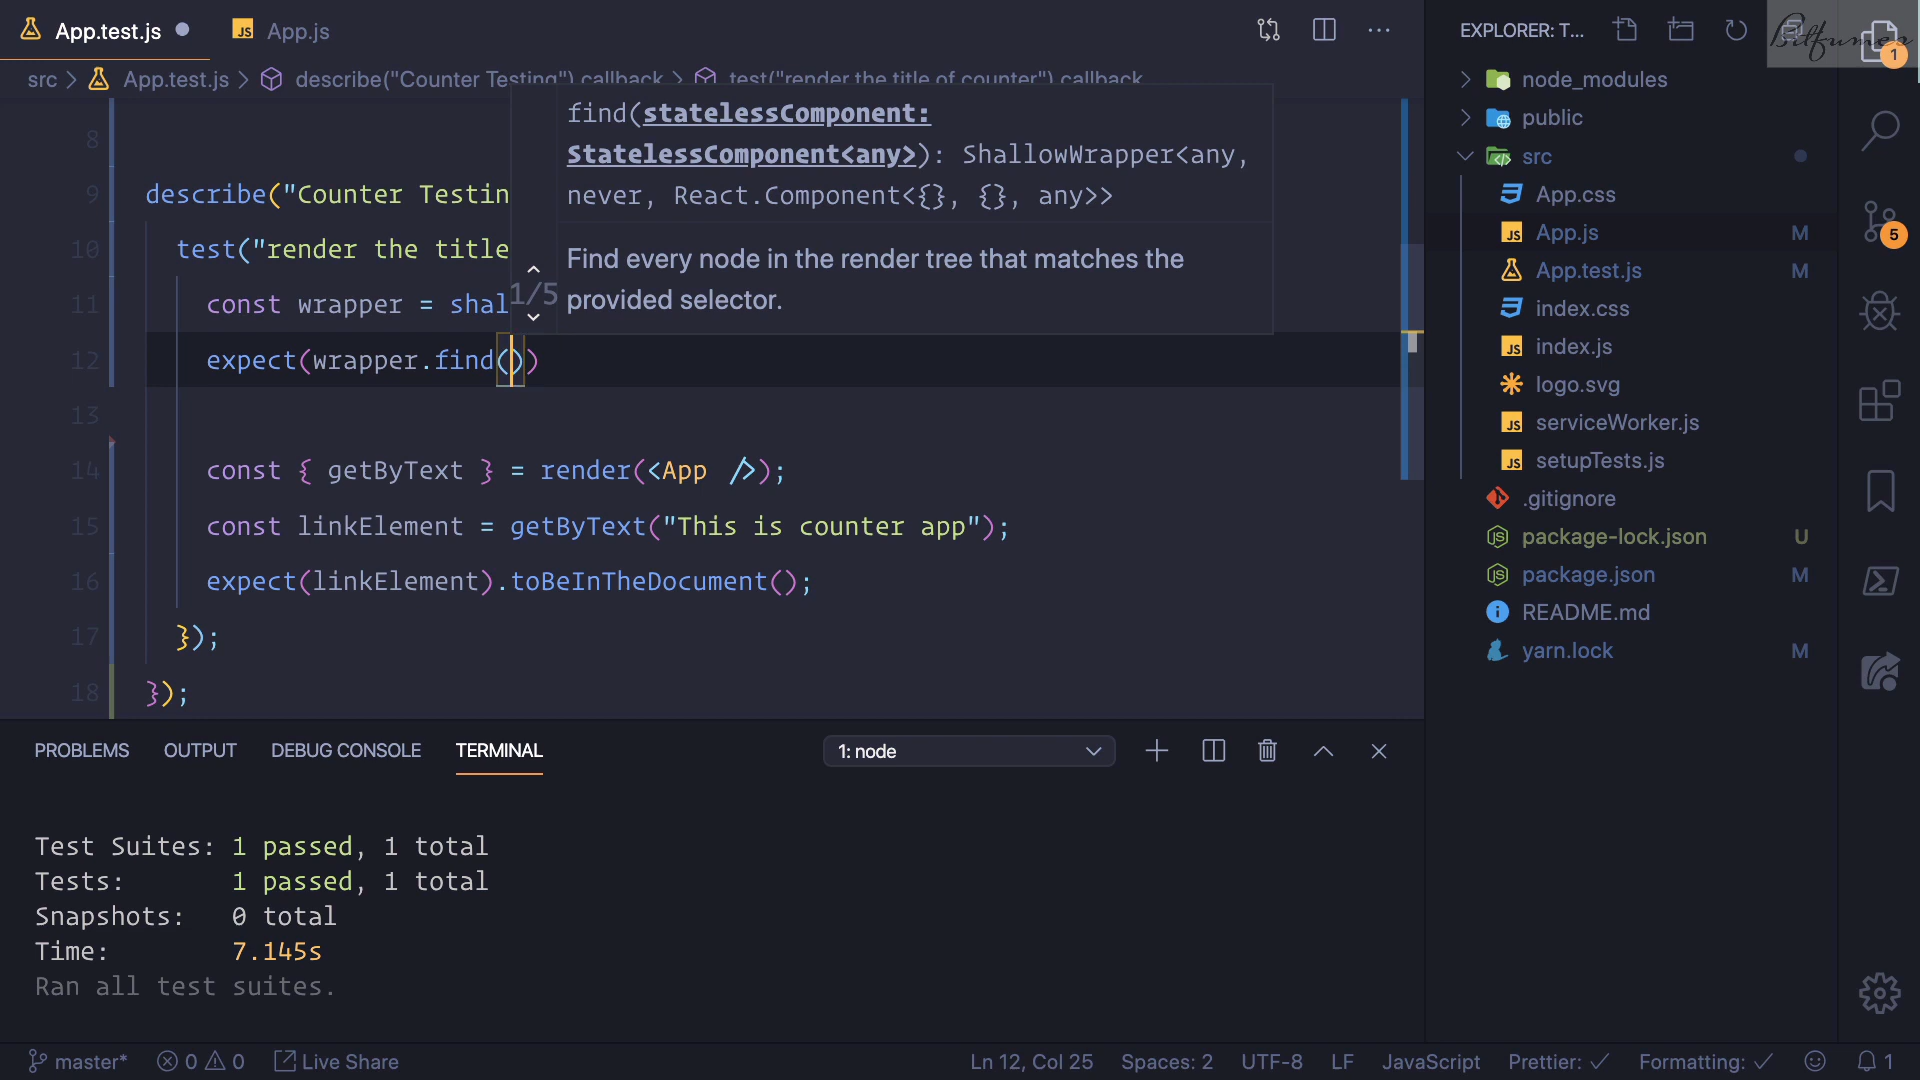 App.test.js
JS App.js
EXPLORER: T...
Bitfumes
1
src > App.test.js > describe("Counter Testing") callback > test("render the title of counter") callback
find(statelessComponent:
StatelessComponent<any>): ShallowWrapper<any,
never, React.Component<{}, {}, any>>
Find every node in the render tree that matches the
provided selector.
1/5
8
9 describe("Counter Testin
10 test("render the title
11 const wrapper = shal
12 expect(wrapper.find())
13
14 const { getByText } = render(<App />);
15 const linkElement = getByText("This is counter app");
16 expect(linkElement).toBeInTheDocument();
17 });
18 });
node_modules
public
src
App.css
JS App.js M
App.test.js M
index.css
JS index.js
logo.svg
JS serviceWorker.js
JS setupTests.js
.gitignore
package-lock.json U
package.json M
README.md
yarn.lock M
5
PROBLEMS OUTPUT DEBUG CONSOLE TERMINAL
1: node
Test Suites: 1 passed, 1 total
Tests: 1 passed, 1 total
Snapshots: 0 total
Time: 7.145s
Ran all test suites.
master* 0 0 Live Share
Ln 12, Col 25 Spaces: 2 UTF-8 LF JavaScript Prettier: ✓ Formatting: ✓ 1